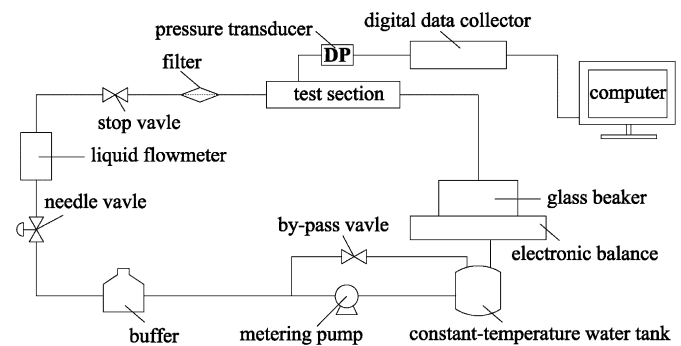 digital data collector
pressure transducer
DP
filter
test section
computer
stop vavle
liquid flowmeter
needle vavle
glass beaker
by-pass vavle
electronic balance
buffer
metering pump
constant-temperature water tank